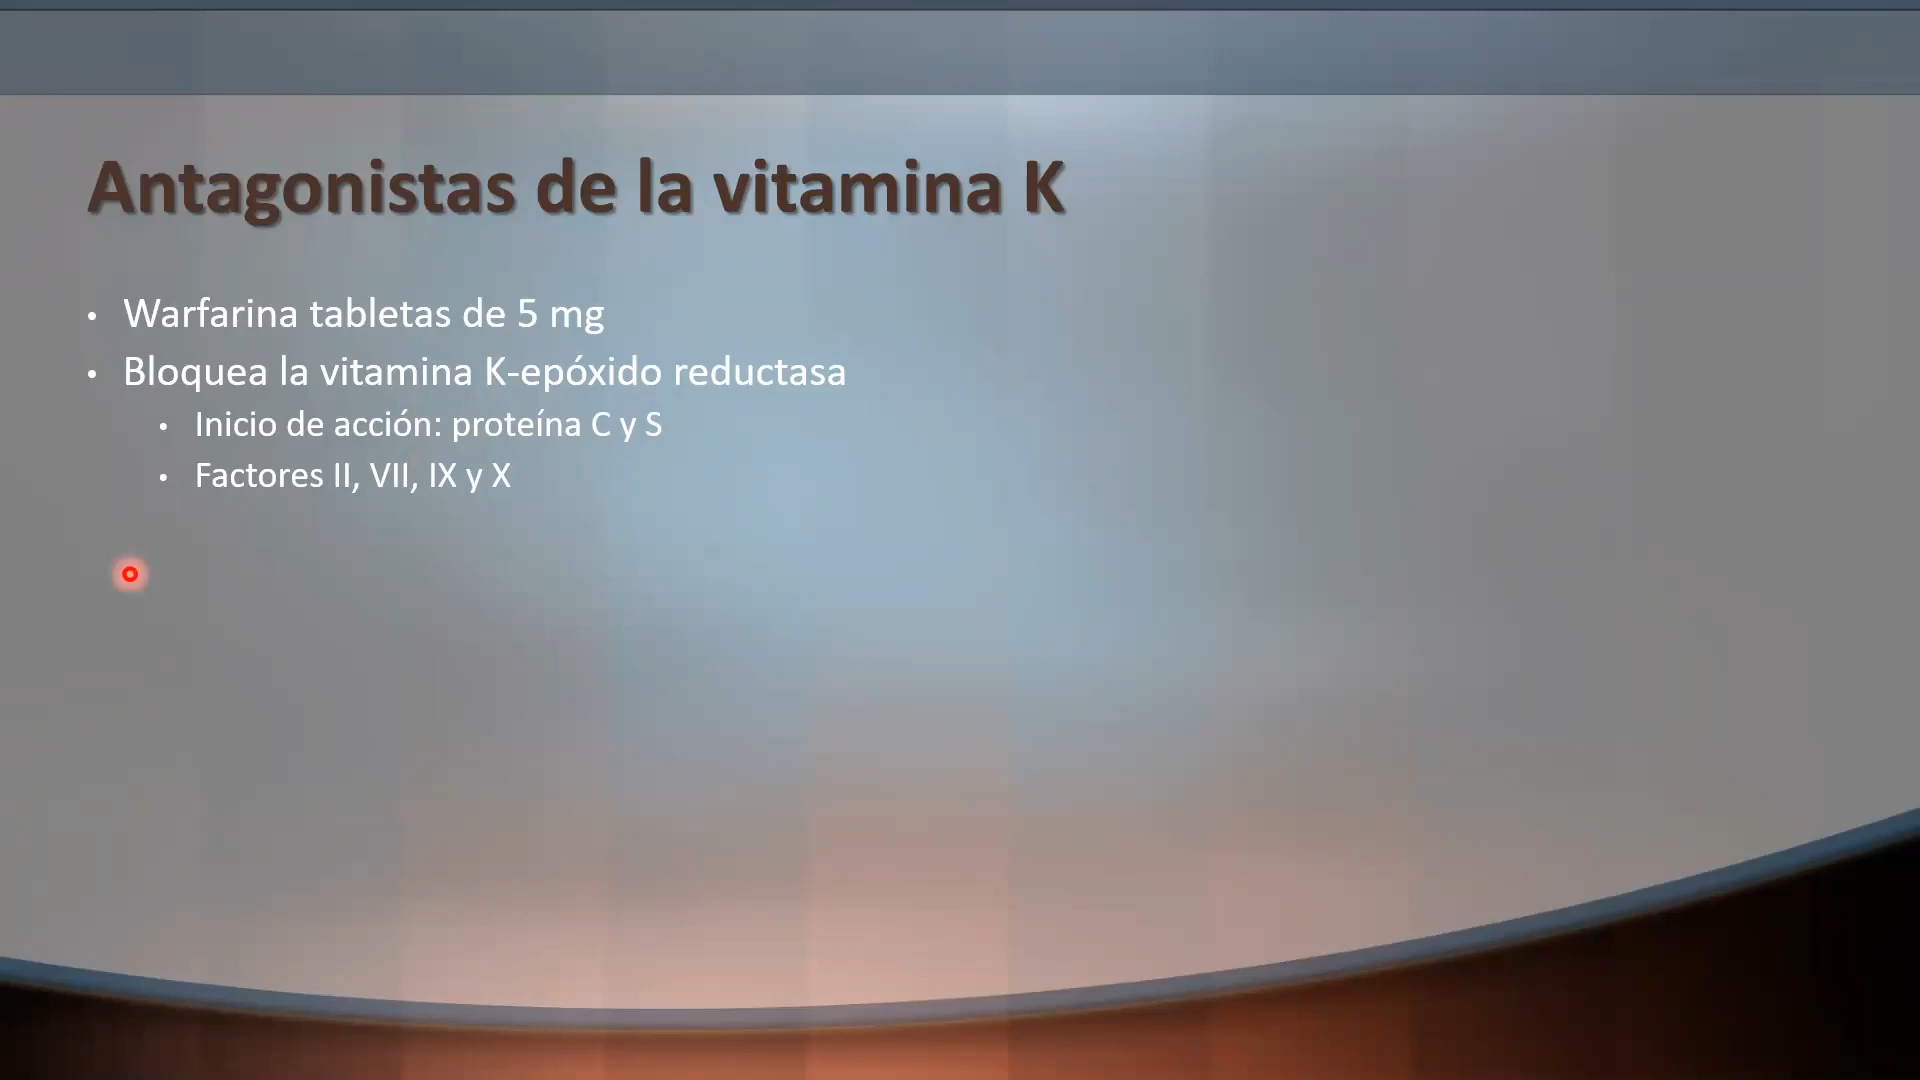 Antagonistas de la vitamina K
• Warfarina tabletas de 5 mg
• Bloquea la vitamina K-epóxido reductasa
• Inicio de acción: proteína C y S
• Factores II, VII, IX y X